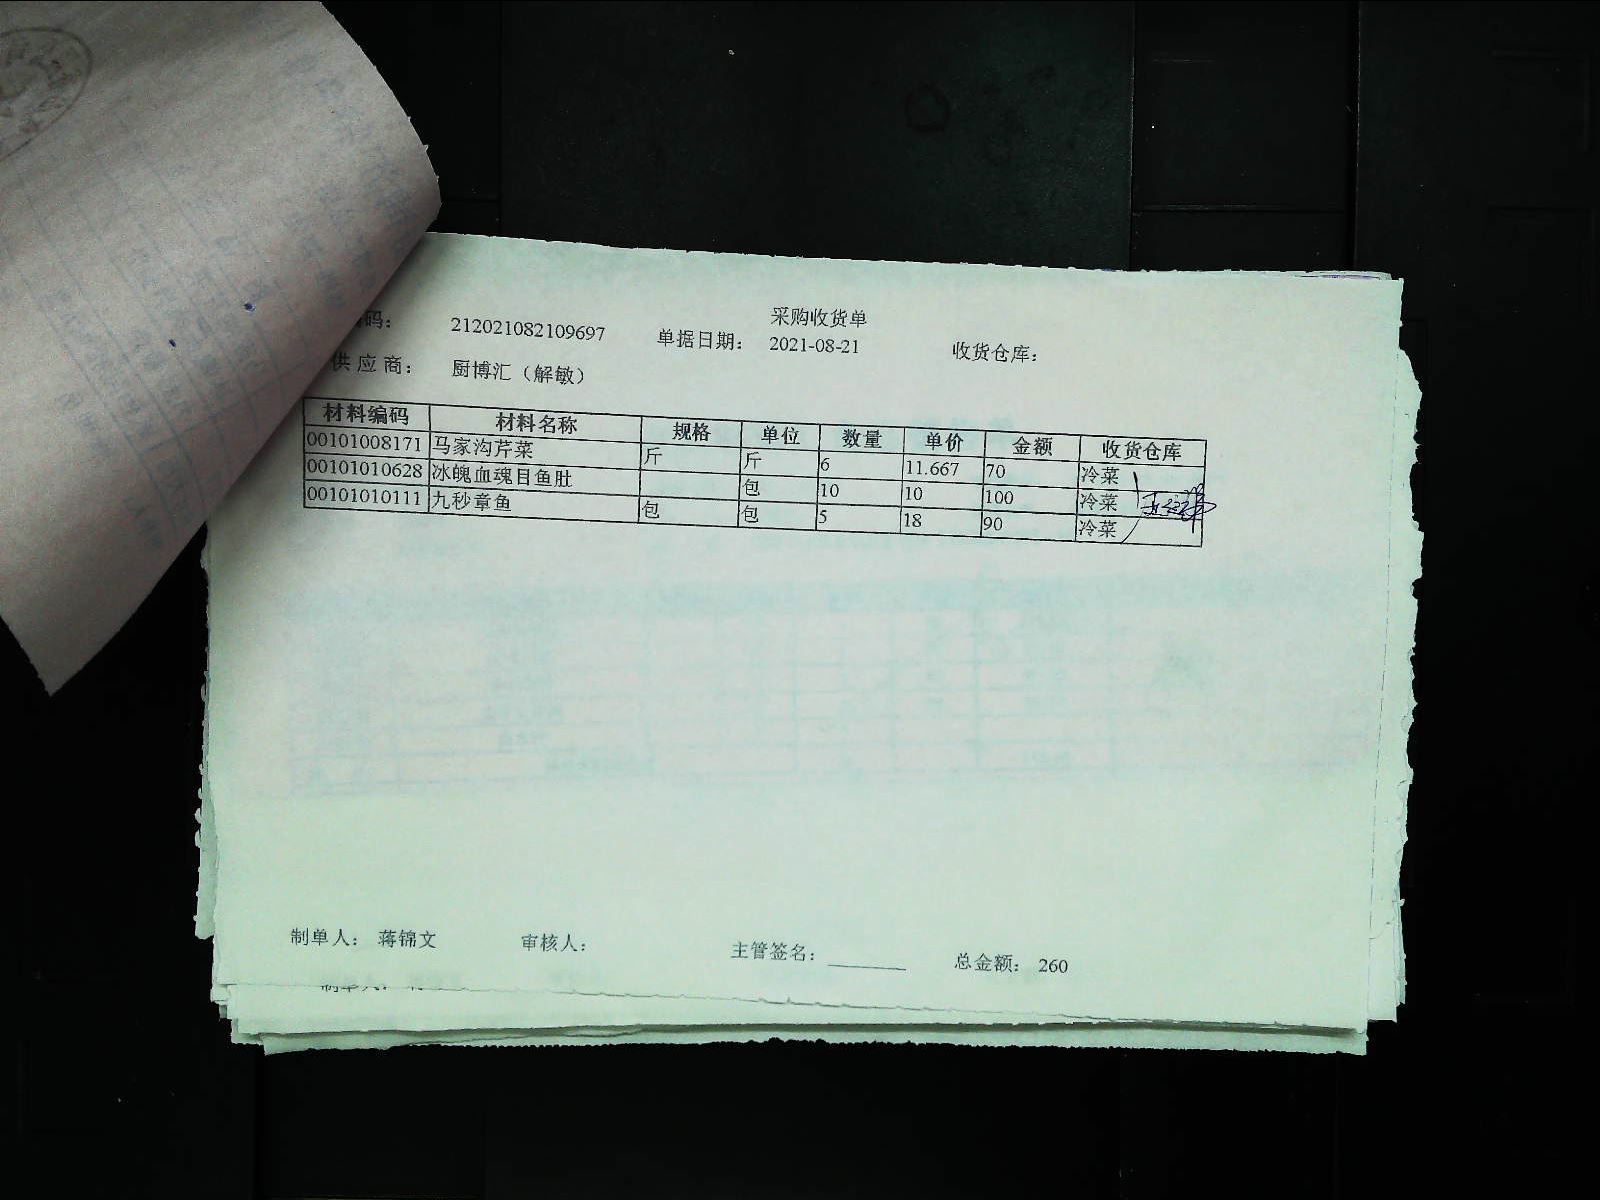 采购收货单
码： 212021082109697 单据日期： 2021-08-21 收货仓库：
供应商： 厨博汇（解敏）
材料编码 材料名称 规格 单位 数量 单价 金额 收货仓库
00101008171 马家沟芹菜 斤 斤 6 11.667 70 冷菜
00101010628 冰魄血魂目鱼肚 包 10 10 100 冷菜
00101010111 九秒章鱼 包 包 5 18 90 冷菜
制单人： 蒋锦文 审核人： 主管签名： 总金额： 260
制单人：